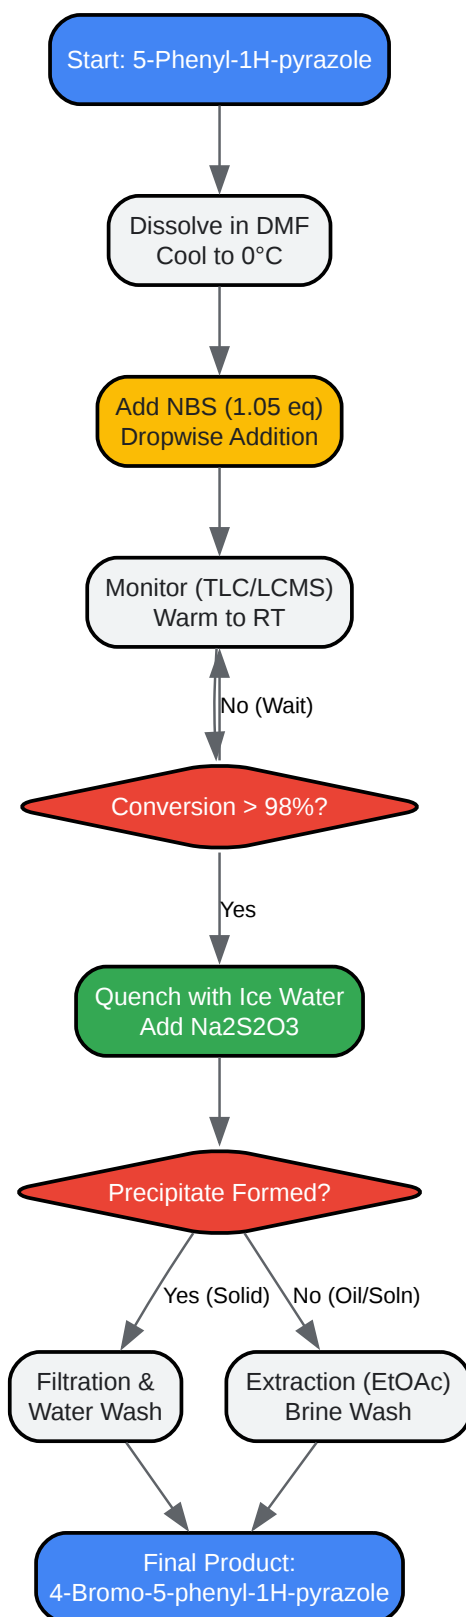 Start: 5-Phenyl-1H-pyrazole
Dissolve in DMF
Cool to 0°C
Add NBS (1.05 eq)
Dropwise Addition
Monitor (TLC/LCMS)
Warm to RT
No (Wait)
Conversion > 98%?
Yes
Quench with Ice Water
Add Na2S2O3
Precipitate Formed?
Yes (Solid)
No (Oil/Soln)
Filtration &
Water Wash
Extraction (EtOAc)
Brine Wash
Final Product:
4-Bromo-5-phenyl-1H-pyrazole